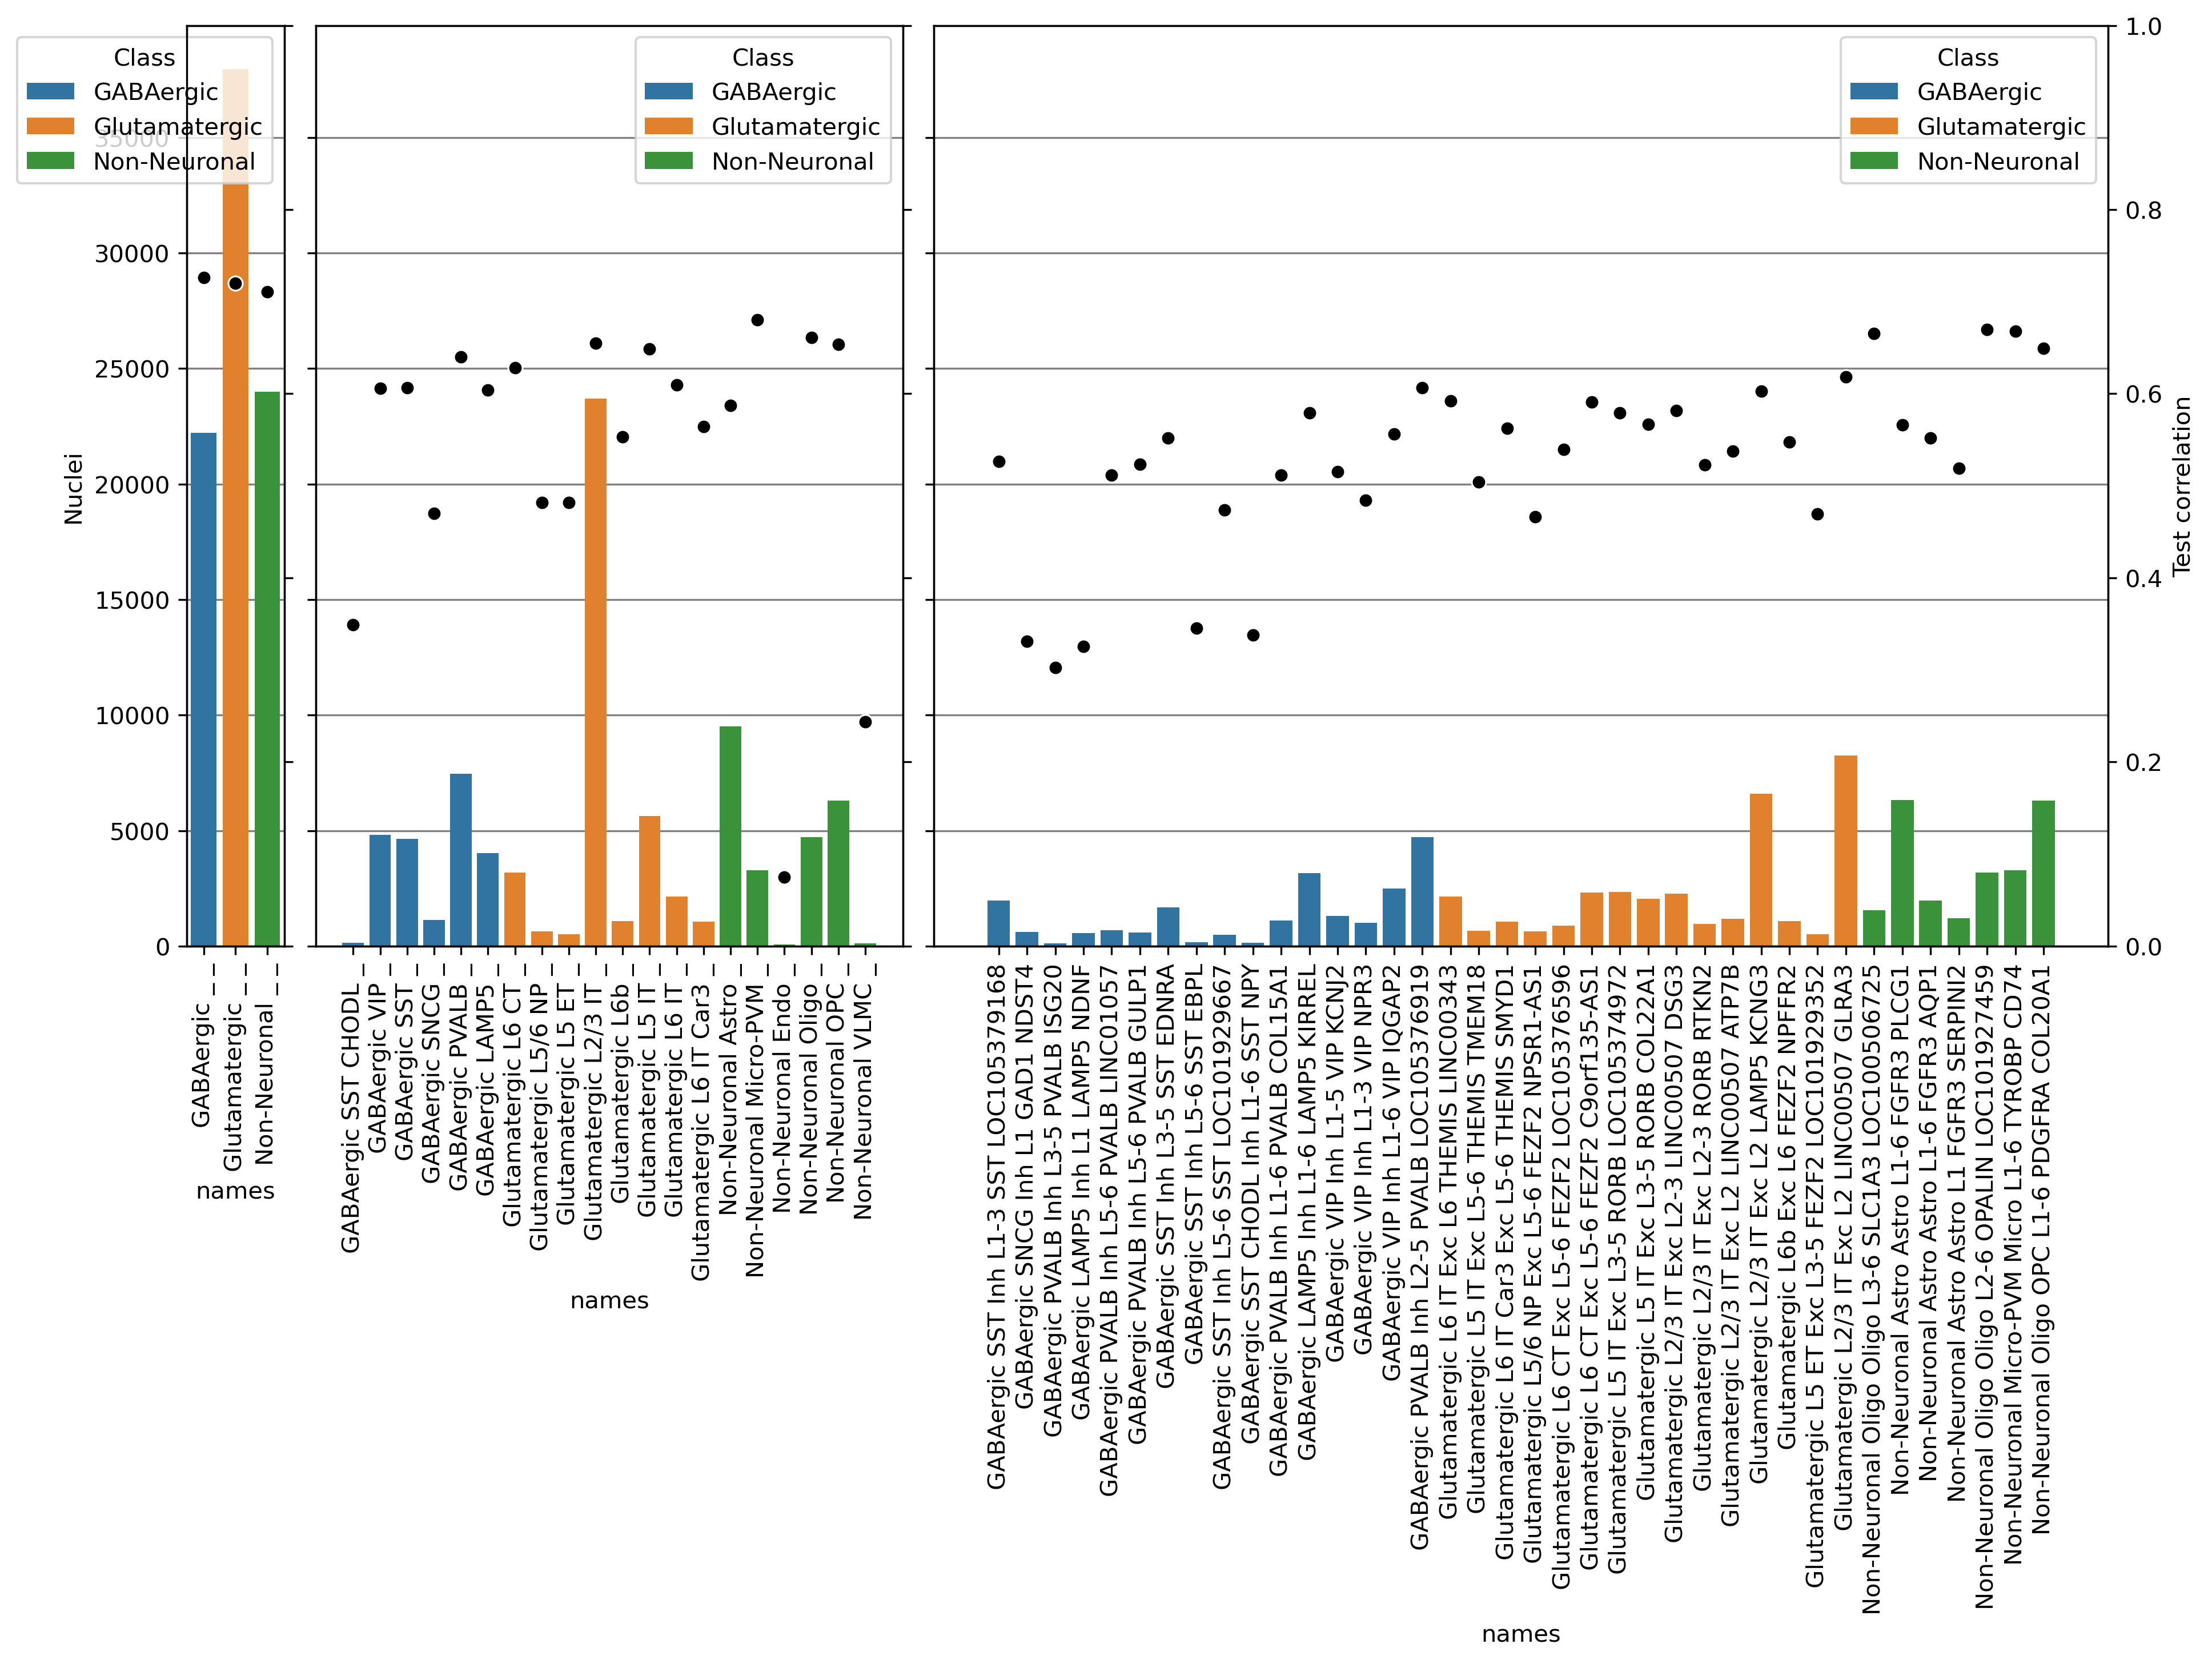 Class
GABAergic
Glutamatergic
Non-Neuronal
Class
GABAergic
Glutamatergic
Non-Neuronal
Class
GABAergic
Glutamatergic
Non-Neuronal
Nuclei
35000
30000
25000
20000
15000
10000
5000
0
1.0
0.8
0.6
0.4
0.2
0.0
Test correlation
GABAergic _ _
Glutamatergic _ _
Non-Neuronal _ _
names
GABAergic SST CHODL _
GABAergic VIP _
GABAergic SST _
GABAergic SNCG _
GABAergic PVALB _
GABAergic LAMP5 _
Glutamatergic L6 CT _
Glutamatergic L5/6 NP _
Glutamatergic L5 ET _
Glutamatergic L2/3 IT _
Glutamatergic L6b _
Glutamatergic L5 IT _
Glutamatergic L6 IT _
Glutamatergic L6 IT Car3 _
Non-Neuronal Astro _
Non-Neuronal Micro-PVM _
Non-Neuronal Endo _
Non-Neuronal Oligo _
Non-Neuronal OPC _
Non-Neuronal VLMC _
names
GABAergic SST Inh L1-3 SST LOC105379168
GABAergic SNCG Inh L1 GAD1 NDST4
GABAergic PVALB Inh L3-5 PVALB ISG20
GABAergic LAMP5 Inh L1 LAMP5 NDNF
GABAergic PVALB Inh L5-6 PVALB LINC01057
GABAergic PVALB Inh L5-6 PVALB GULP1
GABAergic SST Inh L3-5 SST EDNRA
GABAergic SST Inh L5-6 SST EBPL
GABAergic SST Inh L5-6 SST LOC101929667
GABAergic SST CHODL Inh L1-6 SST NPY
GABAergic PVALB Inh L1-6 PVALB COL15A1
GABAergic LAMP5 Inh L1-6 LAMP5 KIRREL
GABAergic VIP Inh L1-5 VIP KCNJ2
GABAergic VIP Inh L1-3 VIP NPR3
GABAergic VIP Inh L1-6 VIP IQGAP2
GABAergic PVALB Inh L2-5 PVALB LOC105376919
Glutamatergic L6 IT Exc L6 THEMIS LINC00343
Glutamatergic L5 IT Exc L5-6 THEMIS TMEM18
Glutamatergic L6 IT Car3 Exc L5-6 THEMIS SMYD1
Glutamatergic L5/6 NP Exc L5-6 FEZF2 NPSR1-AS1
Glutamatergic L6 CT Exc L5-6 FEZF2 LOC105376596
Glutamatergic L6 CT Exc L5-6 FEZF2 C9orf135-AS1
Glutamatergic L5 IT Exc L3-5 RORB LOC105374972
Glutamatergic L5 IT Exc L3-5 RORB COL22A1
Glutamatergic L2/3 IT Exc L2-3 LINC00507 DSG3
Glutamatergic L2/3 IT Exc L2-3 RORB RTKN2
Glutamatergic L2/3 IT Exc L2 LINC00507 ATP7B
Glutamatergic L2/3 IT Exc L2 LAMP5 KCNG3
Glutamatergic L6b Exc L6 FEZF2 NPFFR2
Glutamatergic L5 ET Exc L3-5 FEZF2 LOC101929352
Glutamatergic L2/3 IT Exc L2 LINC00507 GLRA3
Non-Neuronal Oligo Oligo L3-6 SLC1A3 LOC100506725
Non-Neuronal Astro Astro L1-6 FGFR3 PLCG1
Non-Neuronal Astro Astro L1-6 FGFR3 AQP1
Non-Neuronal Astro Astro L1 FGFR3 SERPINI2
Non-Neuronal Oligo Oligo L2-6 OPALIN LOC101927459
Non-Neuronal Micro-PVM Micro L1-6 TYROBP CD74
Non-Neuronal Oligo OPC L1-6 PDGFRA COL20A1
names